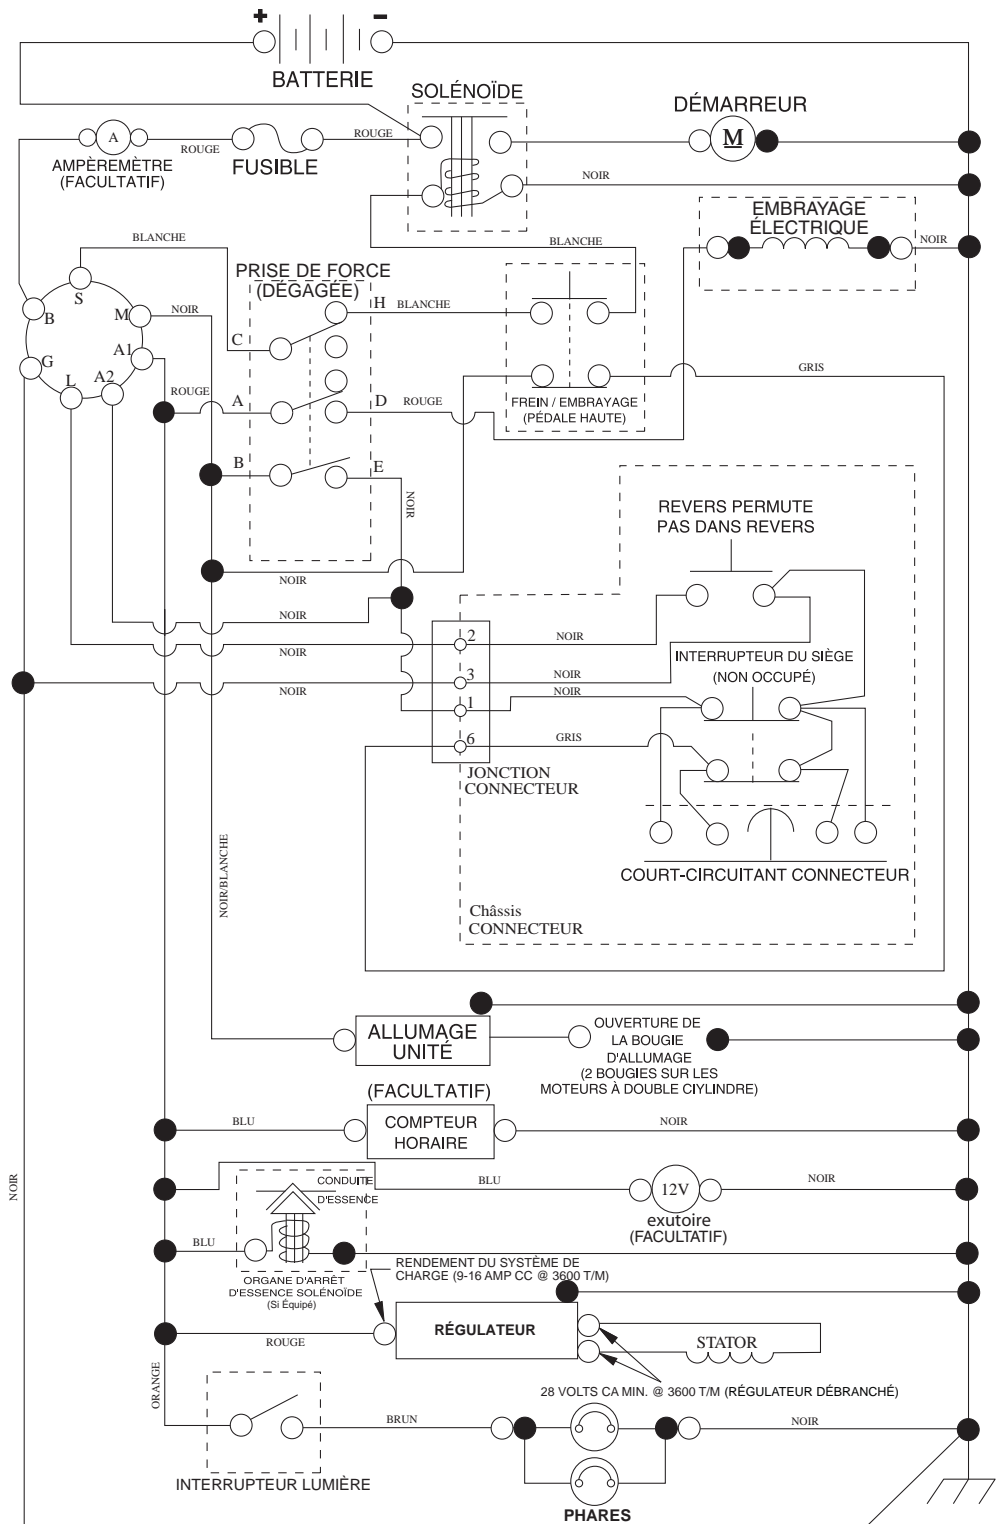 + -
BATTERIE
SOLÉNOÏDE
DÉMARREUR
A
ROUGE
ROUGE
M
AMPÈREMÈTRE
(FACULTATIF)
FUSIBLE
NOIR
EMBRAYAGE
ÉLECTRIQUE
NOIR
BLANCHE
BLANCHE
PRISE DE FORCE
(DÉGAGÉE)
S
B
M
NOIR
H
BLANCHE
C
G
A1
L
A2
ROUGE
A
D
ROUGE
GRIS
FREIN / EMBRAYAGE
(PÉDALE HAUTE)
B
E
NOIR
REVERS PERMUTE
PAS DANS REVERS
NOIR
NOIR
NOIR
2
NOIR
INTERRUPTEUR DU SIÈGE
(NON OCCUPÉ)
NOIR
3
NOIR
NOIR
1
6
GRIS
JONCTION
CONNECTEUR
NOIR/BLANCHE
COURT-CIRCUITANT CONNECTEUR
Châssis
CONNECTEUR
ALLUMAGE
UNITÉ
OUVERTURE DE
LA BOUGIE
D'ALLUMAGE
(2 BOUGIES SUR LES
MOTEURS À DOUBLE CIYLINDRE)
(FACULTATIF)
BLU
COMPTEUR
HORAIRE
NOIR
NOIR
CONDUITE
D'ESSENCE
BLU
12V
NOIR
exutoire
(FACULTATIF)
BLU
RENDEMENT DU SYSTÈME DE
CHARGE (9-16 AMP CC @ 3600 T/M)
ORGANE D'ARRÊT
D'ESSENCE SOLÉNOÏDE
(Si Équipé)
ROUGE
RÉGULATEUR
STATOR
ORANGE
28 VOLTS CA MIN. @ 3600 T/M (RÉGULATEUR DÉBRANCHÉ)
BRUN
NOIR
INTERRUPTEUR LUMIÈRE
PHARES